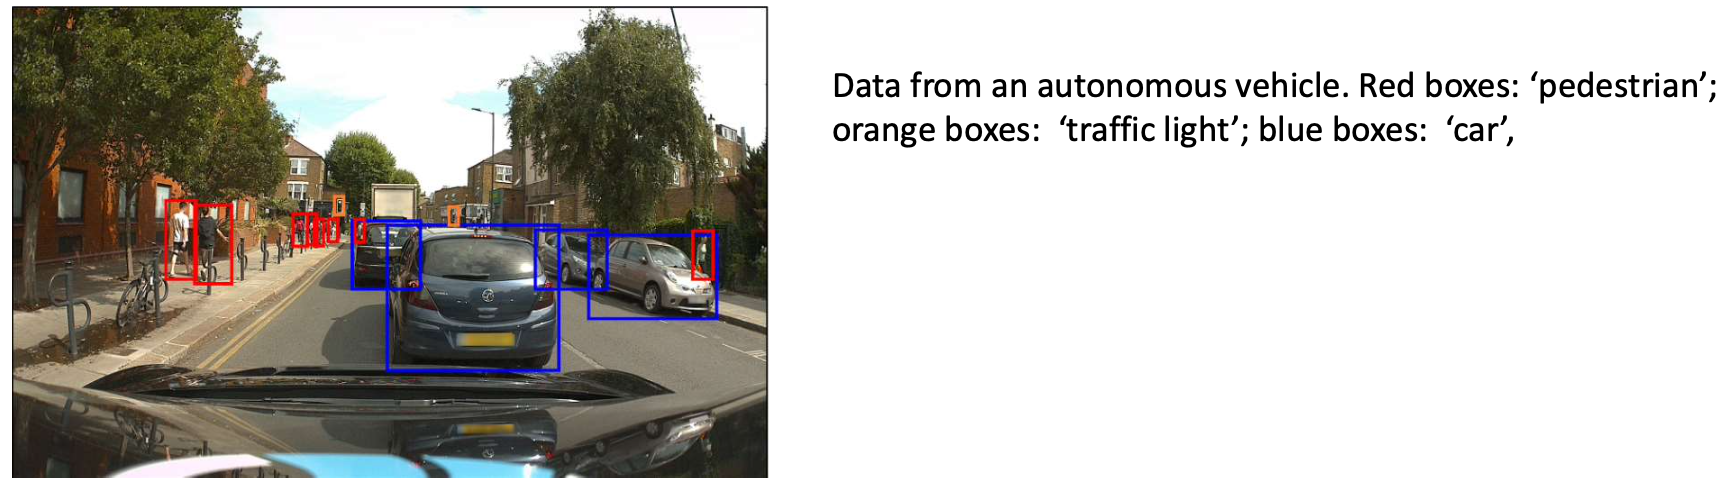 Data from an autonomous vehicle. Red boxes: ‘pedestrian’;
orange boxes:  ‘traffic light’; blue boxes:  ‘car’,